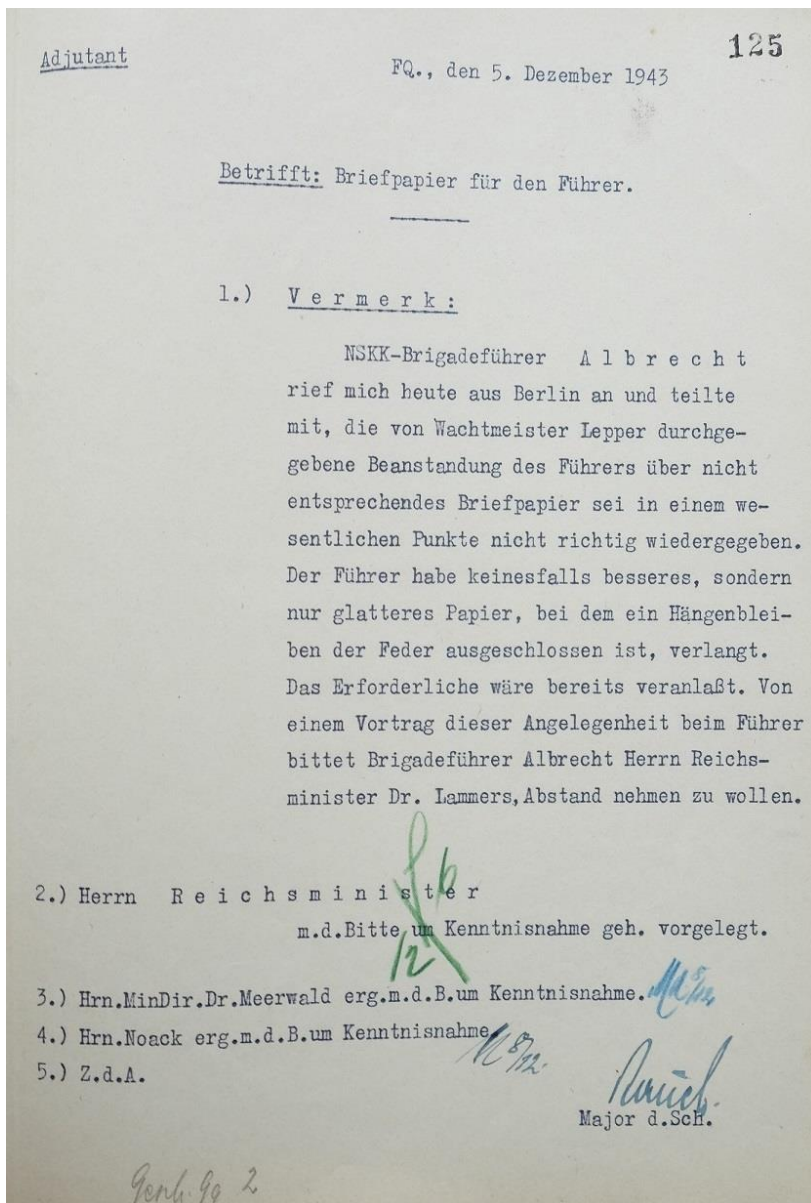 Adjutant
125
FQ., den 5. Dezember 1943
Betrifft: Briefpapier für den Führer.
1.) V e r m e r k :
NSKK-Brigadeführer A l b r e c h t
rief mich heute aus Berlin an und teilte
mit, die von Wachtmeister Lepper durchge-
gebene Beanstandung des Führers über nicht
entsprechendes Briefpapier sei in einem we-
sentlichen Punkte nicht richtig wiedergegeben.
Der Führer habe keinesfalls besseres, sondern
nur glatteres Papier, bei dem ein Hängenblei-
ben der Feder ausgeschlossen ist, verlangt.
Das Erforderliche wäre bereits veranlaßt. Von
einem Vortrag dieser Angelegenheit beim Führer
bittet Brigadeführer Albrecht Herrn Reichs-
minister Dr. Lammers,Abstand nehmen zu wollen.
2.) Herrn R e i c h s m i n i s t e r
m.d.Bitte um Kenntnisnahme geh. vorgelegt.
3.) Hrn.MinDir.Dr.Meerwald erg.m.d.B.um Kenntnisnahme.
4.) Hrn.Noack erg.m.d.B.um Kenntnisnahme
8/12.
5.) Z.d.A.
Major d.Sch.